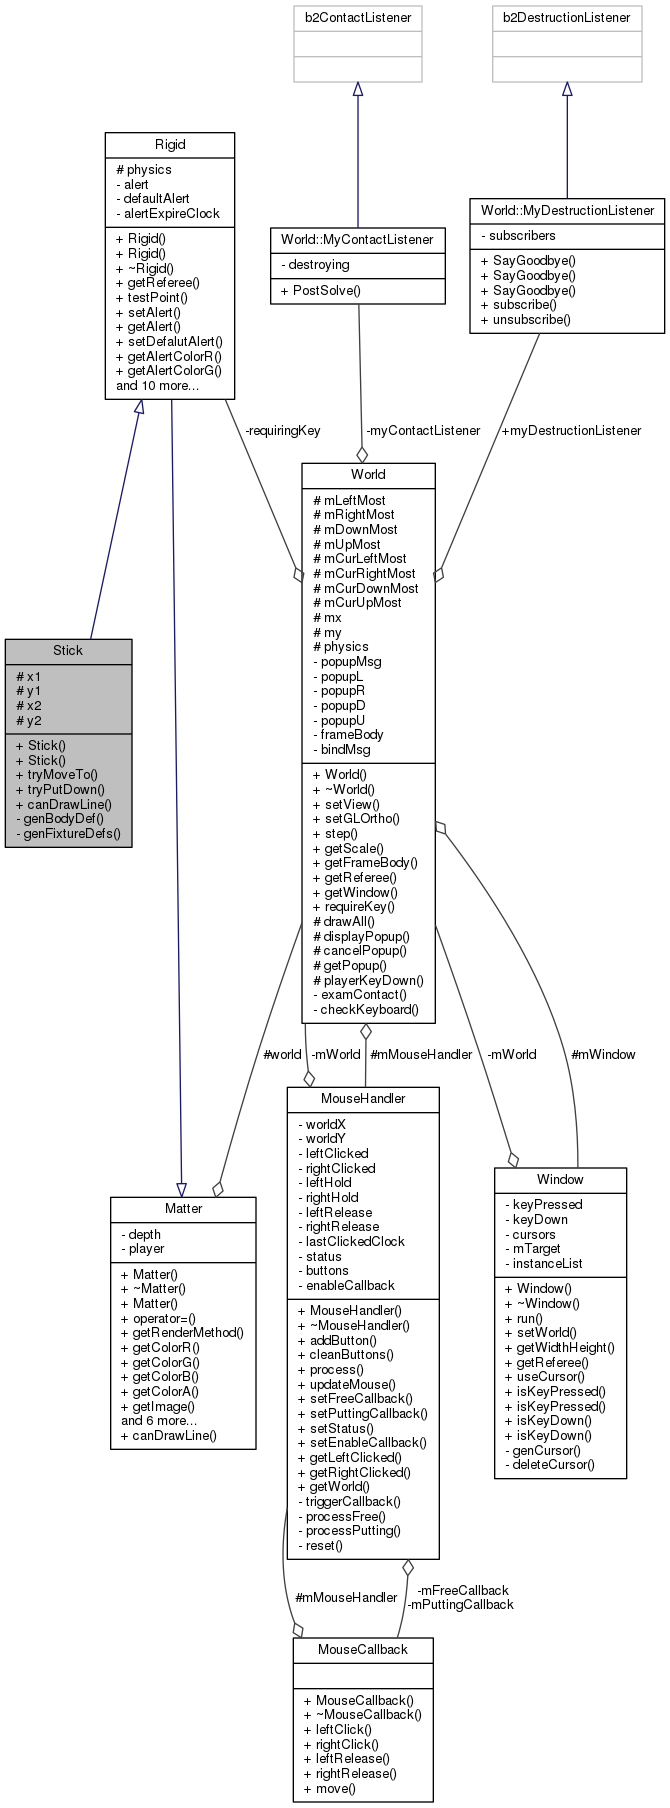 b2ContactListener
b2DestructionListener
Rigid
# physics
- alert
- defaultAlert
- alertExpireClock
+ Rigid()
+ Rigid()
+ ~Rigid()
+ getReferee()
+ testPoint()
+ setAlert()
+ getAlert()
+ setDefalutAlert()
+ getAlertColorR()
+ getAlertColorG()
and 10 more...
World::MyContactListener
- destroying
+ PostSolve()
World::MyDestructionListener
- subscribers
+ SayGoodbye()
+ SayGoodbye()
+ SayGoodbye()
+ subscribe()
+ unsubscribe()
-requiringKey
-myContactListener
+myDestructionListener
World
# mLeftMost
# mRightMost
# mDownMost
# mUpMost
# mCurLeftMost
# mCurRightMost
# mCurDownMost
# mCurUpMost
# mx
# my
# physics
- popupMsg
- popupL
- popupR
- popupD
- popupU
- frameBody
- bindMsg
+ World()
+ ~World()
+ setView()
+ setGLOrtho()
+ step()
+ getScale()
+ getFrameBody()
+ getReferee()
+ getWindow()
+ requireKey()
# drawAll()
# displayPopup()
# cancelPopup()
# getPopup()
# playerKeyDown()
- examContact()
- checkKeyboard()
Stick
# x1
# y1
# x2
# y2
+ Stick()
+ Stick()
+ tryMoveTo()
+ tryPutDown()
+ canDrawLine()
- genBodyDef()
- genFixtureDefs()
#world
-mWorld
#mMouseHandler
-mWorld
#mWindow
MouseHandler
- worldX
- worldY
- leftClicked
- rightClicked
- leftHold
- rightHold
- leftRelease
- rightRelease
- lastClickedClock
- status
- buttons
- enableCallback
+ MouseHandler()
+ ~MouseHandler()
+ addButton()
+ cleanButtons()
+ process()
+ updateMouse()
+ setFreeCallback()
+ setPuttingCallback()
+ setStatus()
+ setEnableCallback()
+ getLeftClicked()
+ getRightClicked()
+ getWorld()
- triggerCallback()
- processFree()
- processPutting()
- reset()
Window
- keyPressed
- keyDown
- cursors
- mTarget
- instanceList
+ Window()
+ ~Window()
+ run()
+ setWorld()
+ getWidthHeight()
+ getReferee()
+ useCursor()
+ isKeyPressed()
+ isKeyPressed()
+ isKeyDown()
+ isKeyDown()
- genCursor()
- deleteCursor()
Matter
- depth
- player
+ Matter()
+ ~Matter()
+ Matter()
+ operator=()
+ getRenderMethod()
+ getColorR()
+ getColorG()
+ getColorB()
+ getColorA()
+ getImage()
and 6 more...
+ canDrawLine()
#mMouseHandler
-mFreeCallback
-mPuttingCallback
MouseCallback
+ MouseCallback()
+ ~MouseCallback()
+ leftClick()
+ rightClick()
+ leftRelease()
+ rightRelease()
+ move()